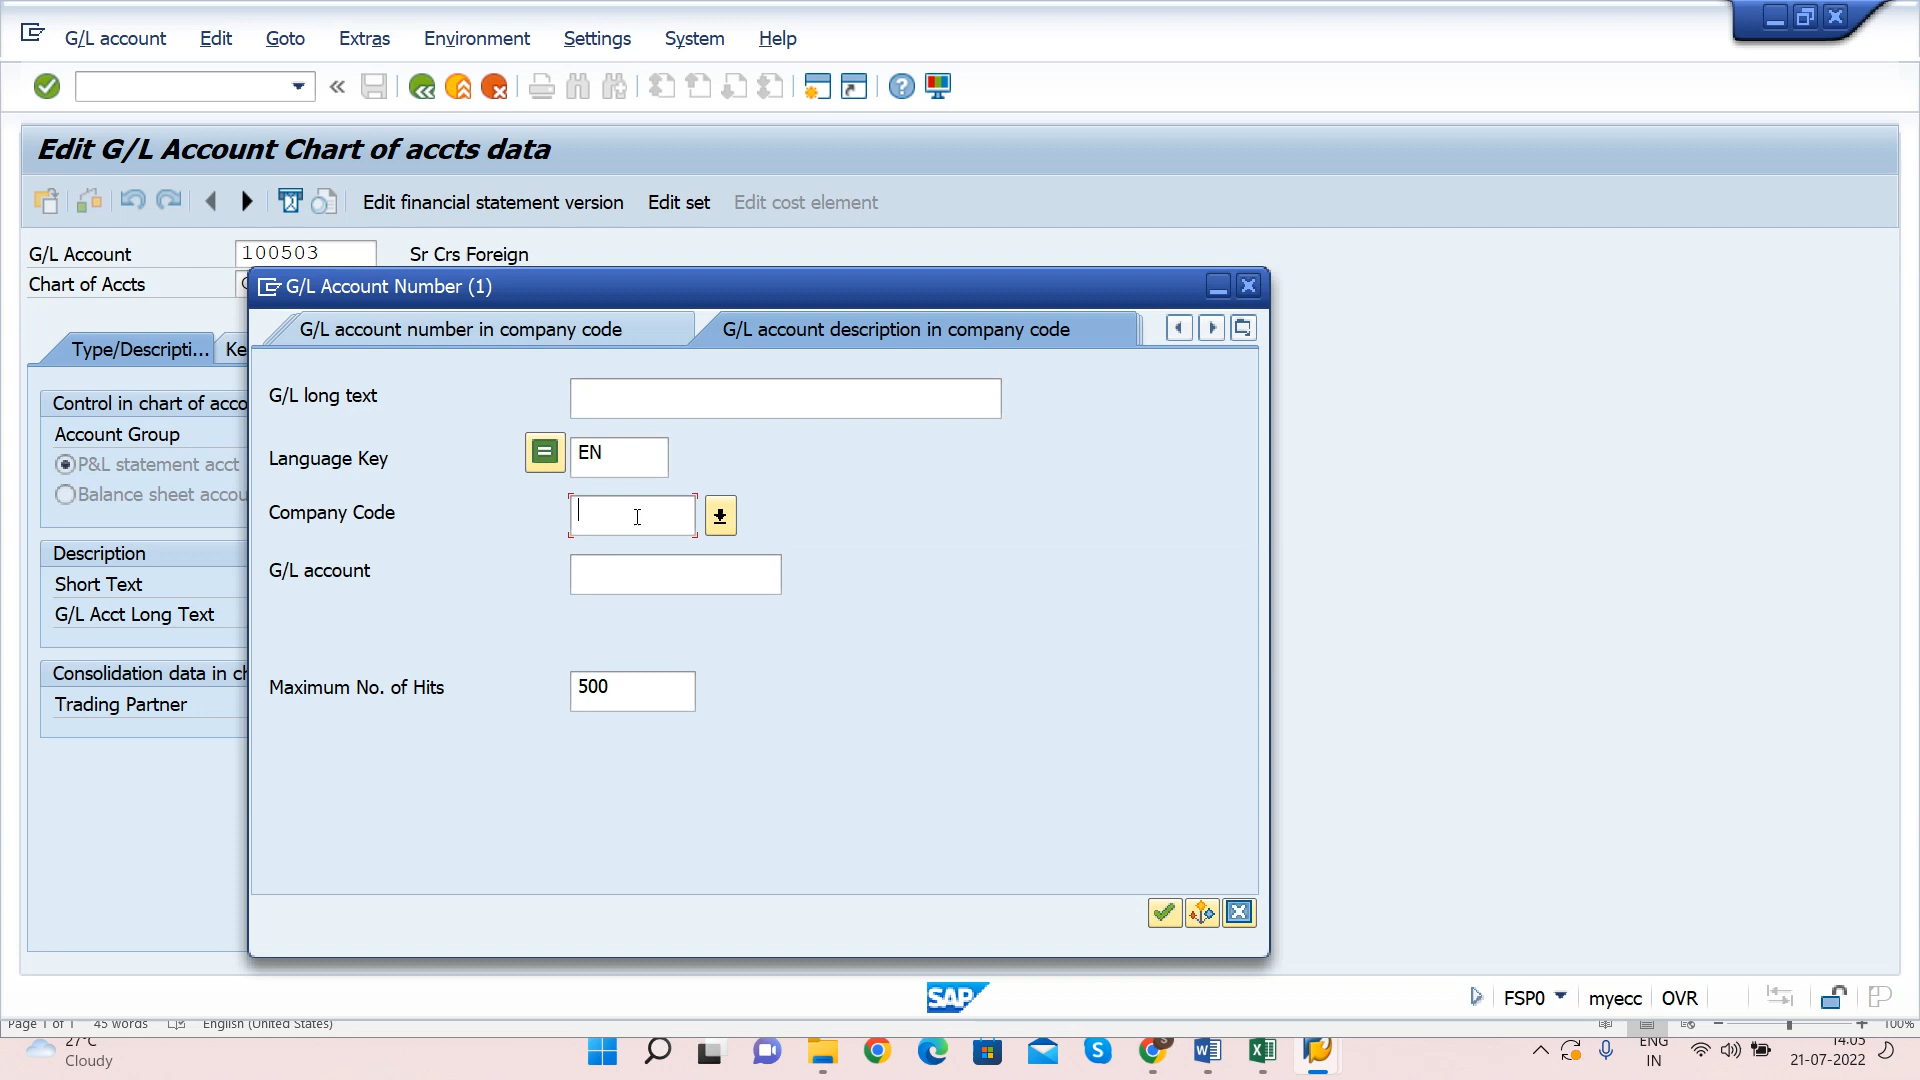 G/L account Edit Goto Extras Environment Settings System Help
Edit G/L Account Chart of accts data
Edit financial statement version Edit set Edit cost element
G/L Account 100503 Sr Crs Foreign
Chart of Accts
G/L Account Number (1)
G/L account number in company code G/L account description in company code
Type/Descripti... Ke
G/L long text
Control in chart of acco
Account Group
Language Key EN
P&L statement acct
Balance sheet accou
Company Code
Description
G/L account
Short Text
G/L Acct Long Text
Consolidation data in ch
Maximum No. of Hits 500
Trading Partner
SAP
FSP0 myecc OVR
Page 1 of 1 45 words English (United States) 100%
27°C
Cloudy
ENG
IN
14:05
21-07-2022